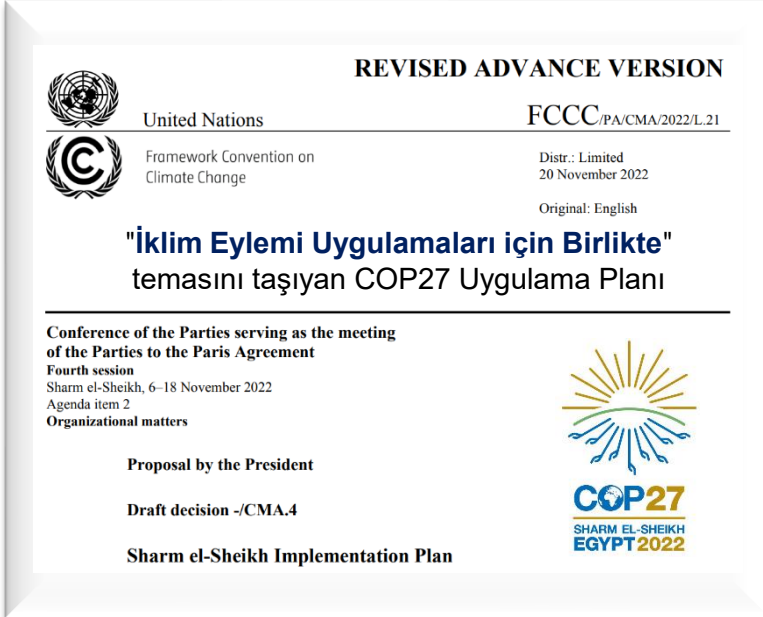 REVISED ADVANCE VERSION
United Nations
FCCC/PA/CMA/2022/L.21
Framework Convention on
Climate Change
Distr.: Limited
20 November 2022
Original: English
"İklim Eylemi Uygulamaları için Birlikte"
temasını taşıyan COP27 Uygulama Planı
Conference of the Parties serving as the meeting
of the Parties to the Paris Agreement
Fourth session
Sharm el-Sheikh, 6–18 November 2022
Agenda item 2
Organizational matters
Proposal by the President
Draft decision -/CMA.4
Sharm el-Sheikh Implementation Plan
COP27
SHARM EL-SHEIKH
EGYPT2022